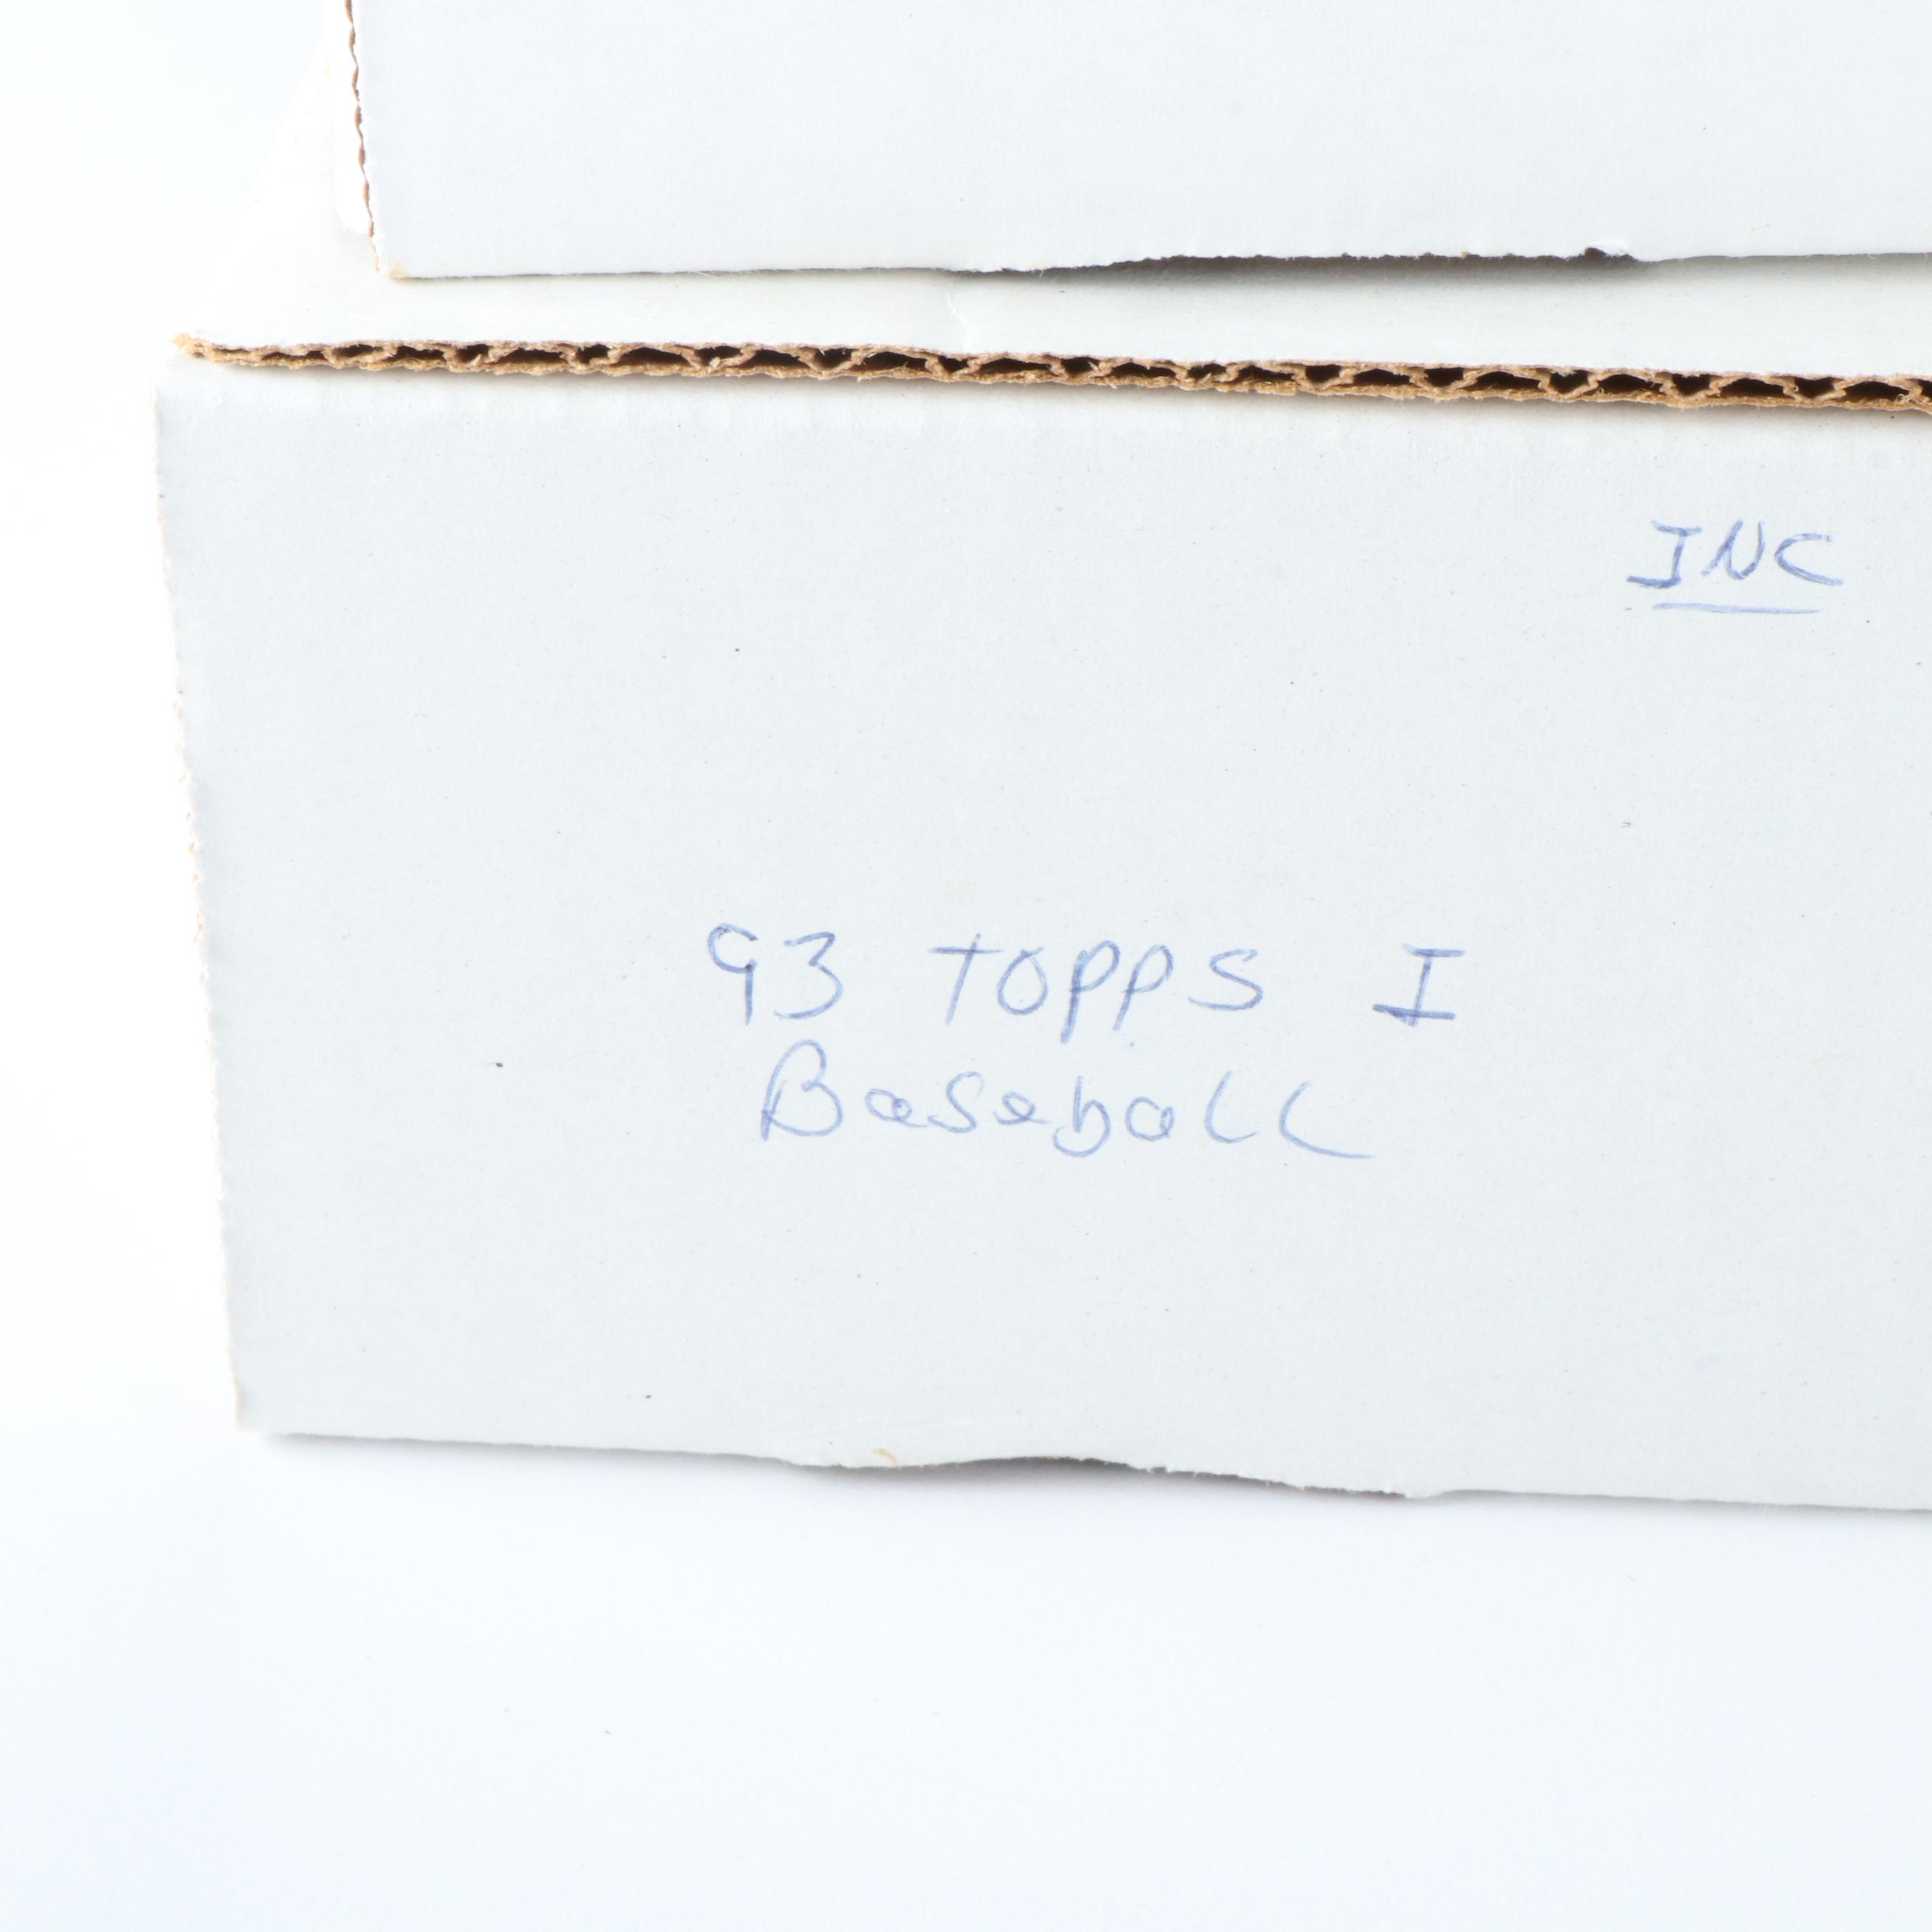 INC
93 TOPPS I
Baseball